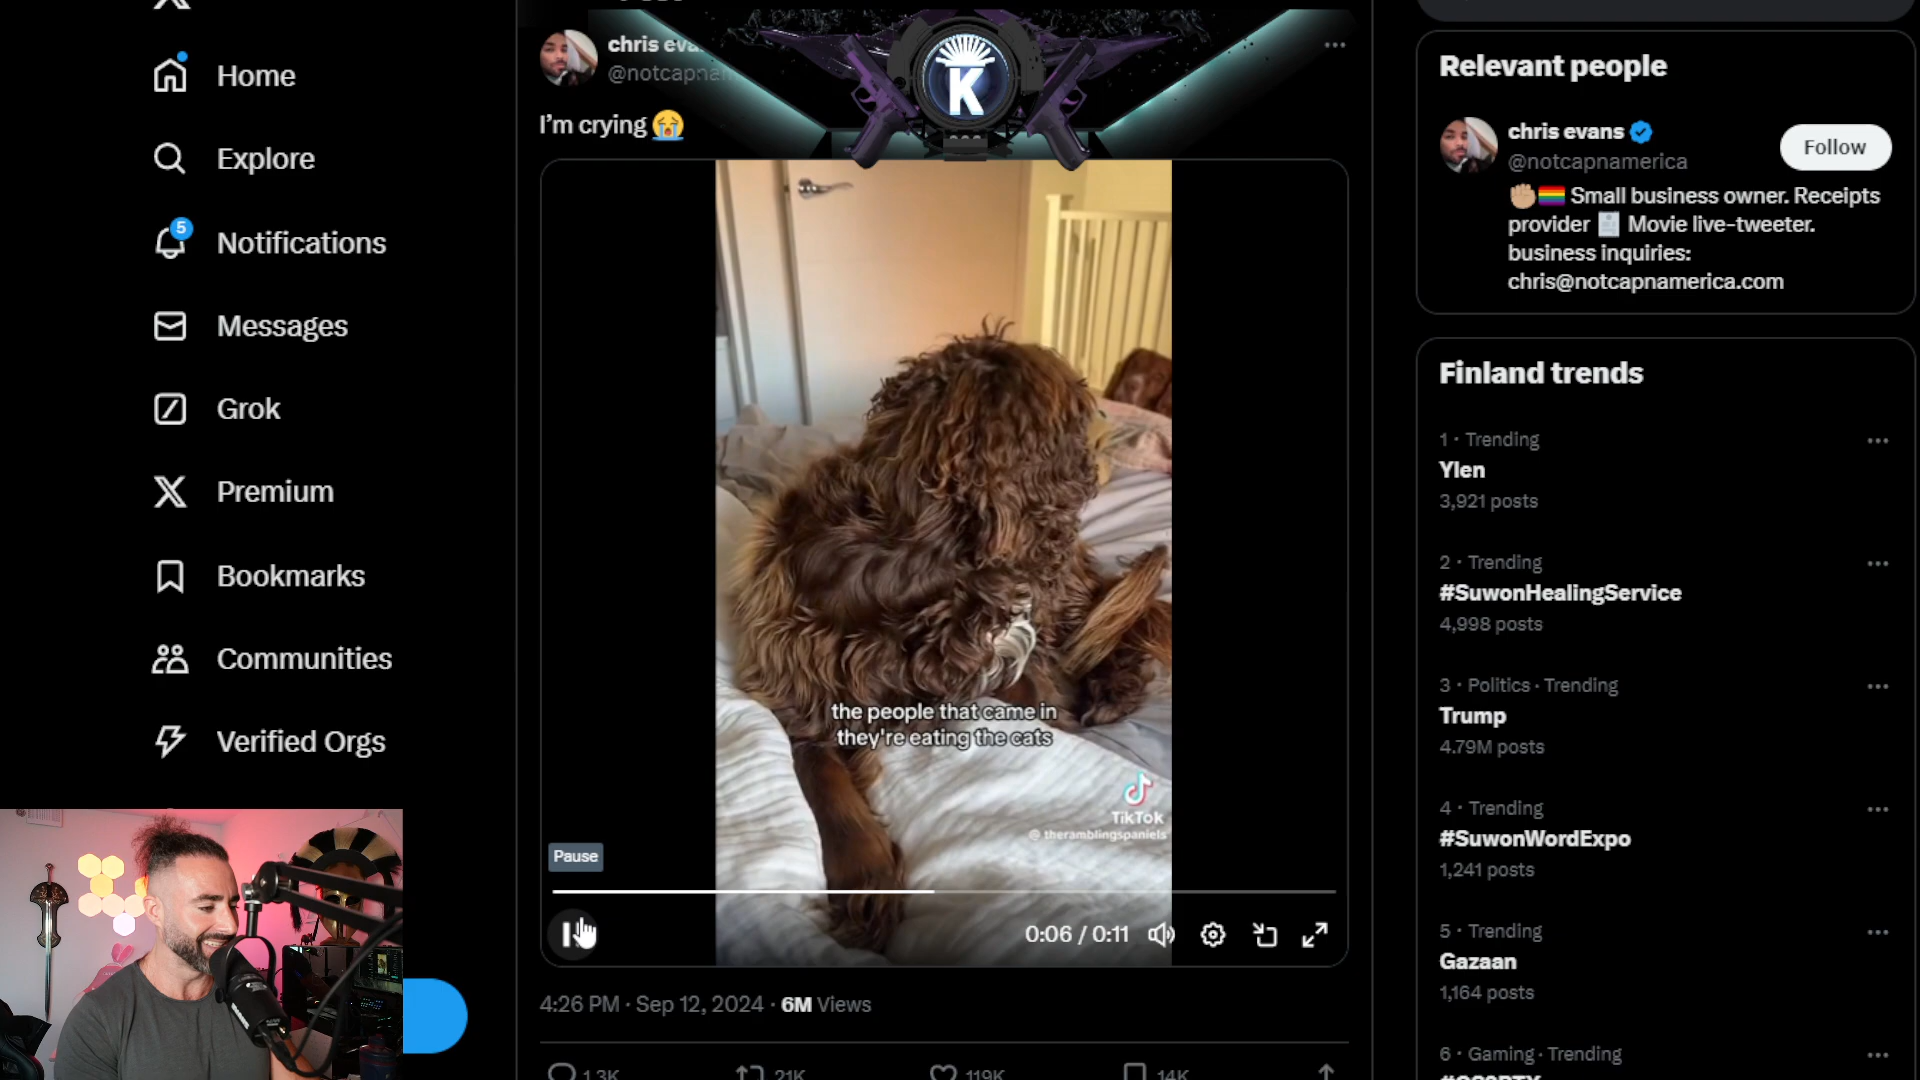 Home
Explore
5
Notifications
Messages
Grok
Premium
Bookmarks
Communities
Verified Orgs
chris eva
@notcapnam
I'm crying 😭
K
the people that came in
they're eating the cats
TikTok
@theramblingspaniels
Pause
0:06 / 0:11
4:26 PM · Sep 12, 2024 · 6M Views
1.3K
21K
119K
14K
Relevant people
chris evans
@notcapnamerica
Follow
✊🏼🏳️‍🌈 Small business owner. Receipts
provider 🧾 Movie live-tweeter.
business inquiries:
chris@notcapnamerica.com
Finland trends
1 · Trending
Ylen
3,921 posts
2 · Trending
#SuwonHealingService
4,998 posts
3 · Politics · Trending
Trump
4.79M posts
4 · Trending
#SuwonWordExpo
1,241 posts
5 · Trending
Gazaan
1,164 posts
6 · Gaming · Trending